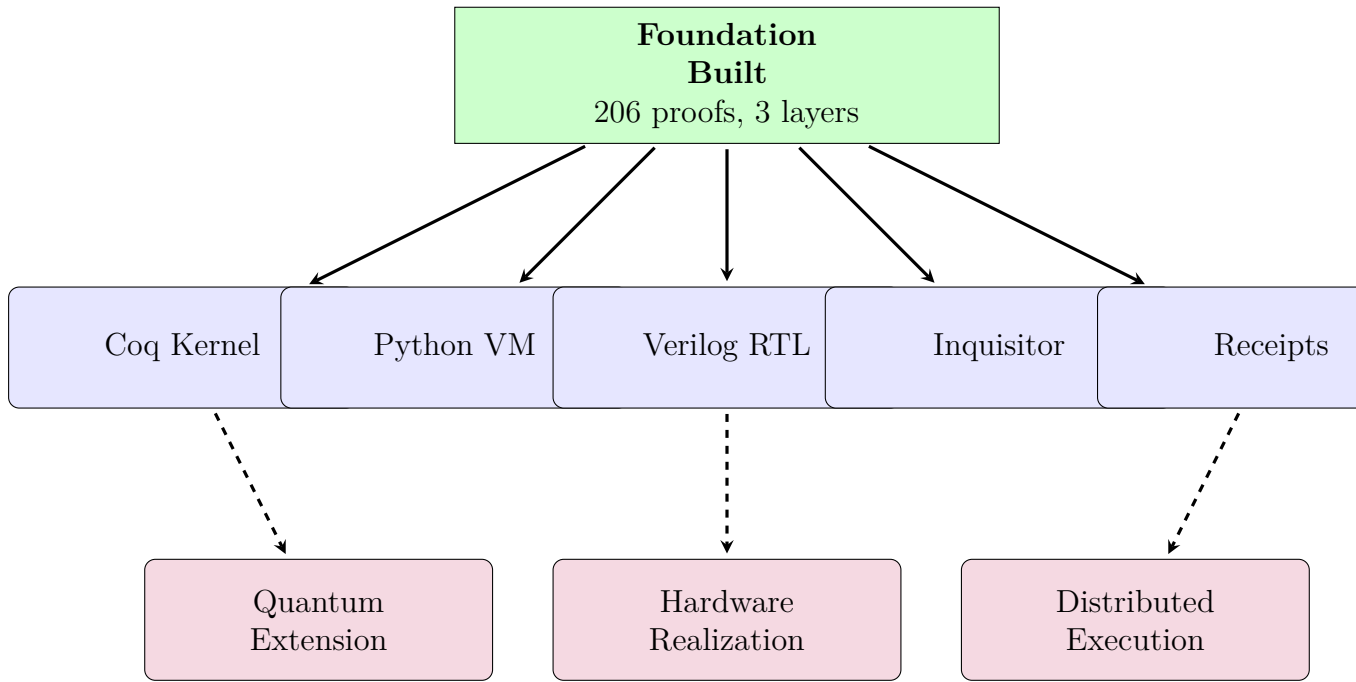 Foundation
Built
206 proofs, 3 layers
Coq Kernel
Python VM
Verilog RTL
Inquisitor
Receipts
Quantum
Extension
Hardware
Realization
Distributed
Execution